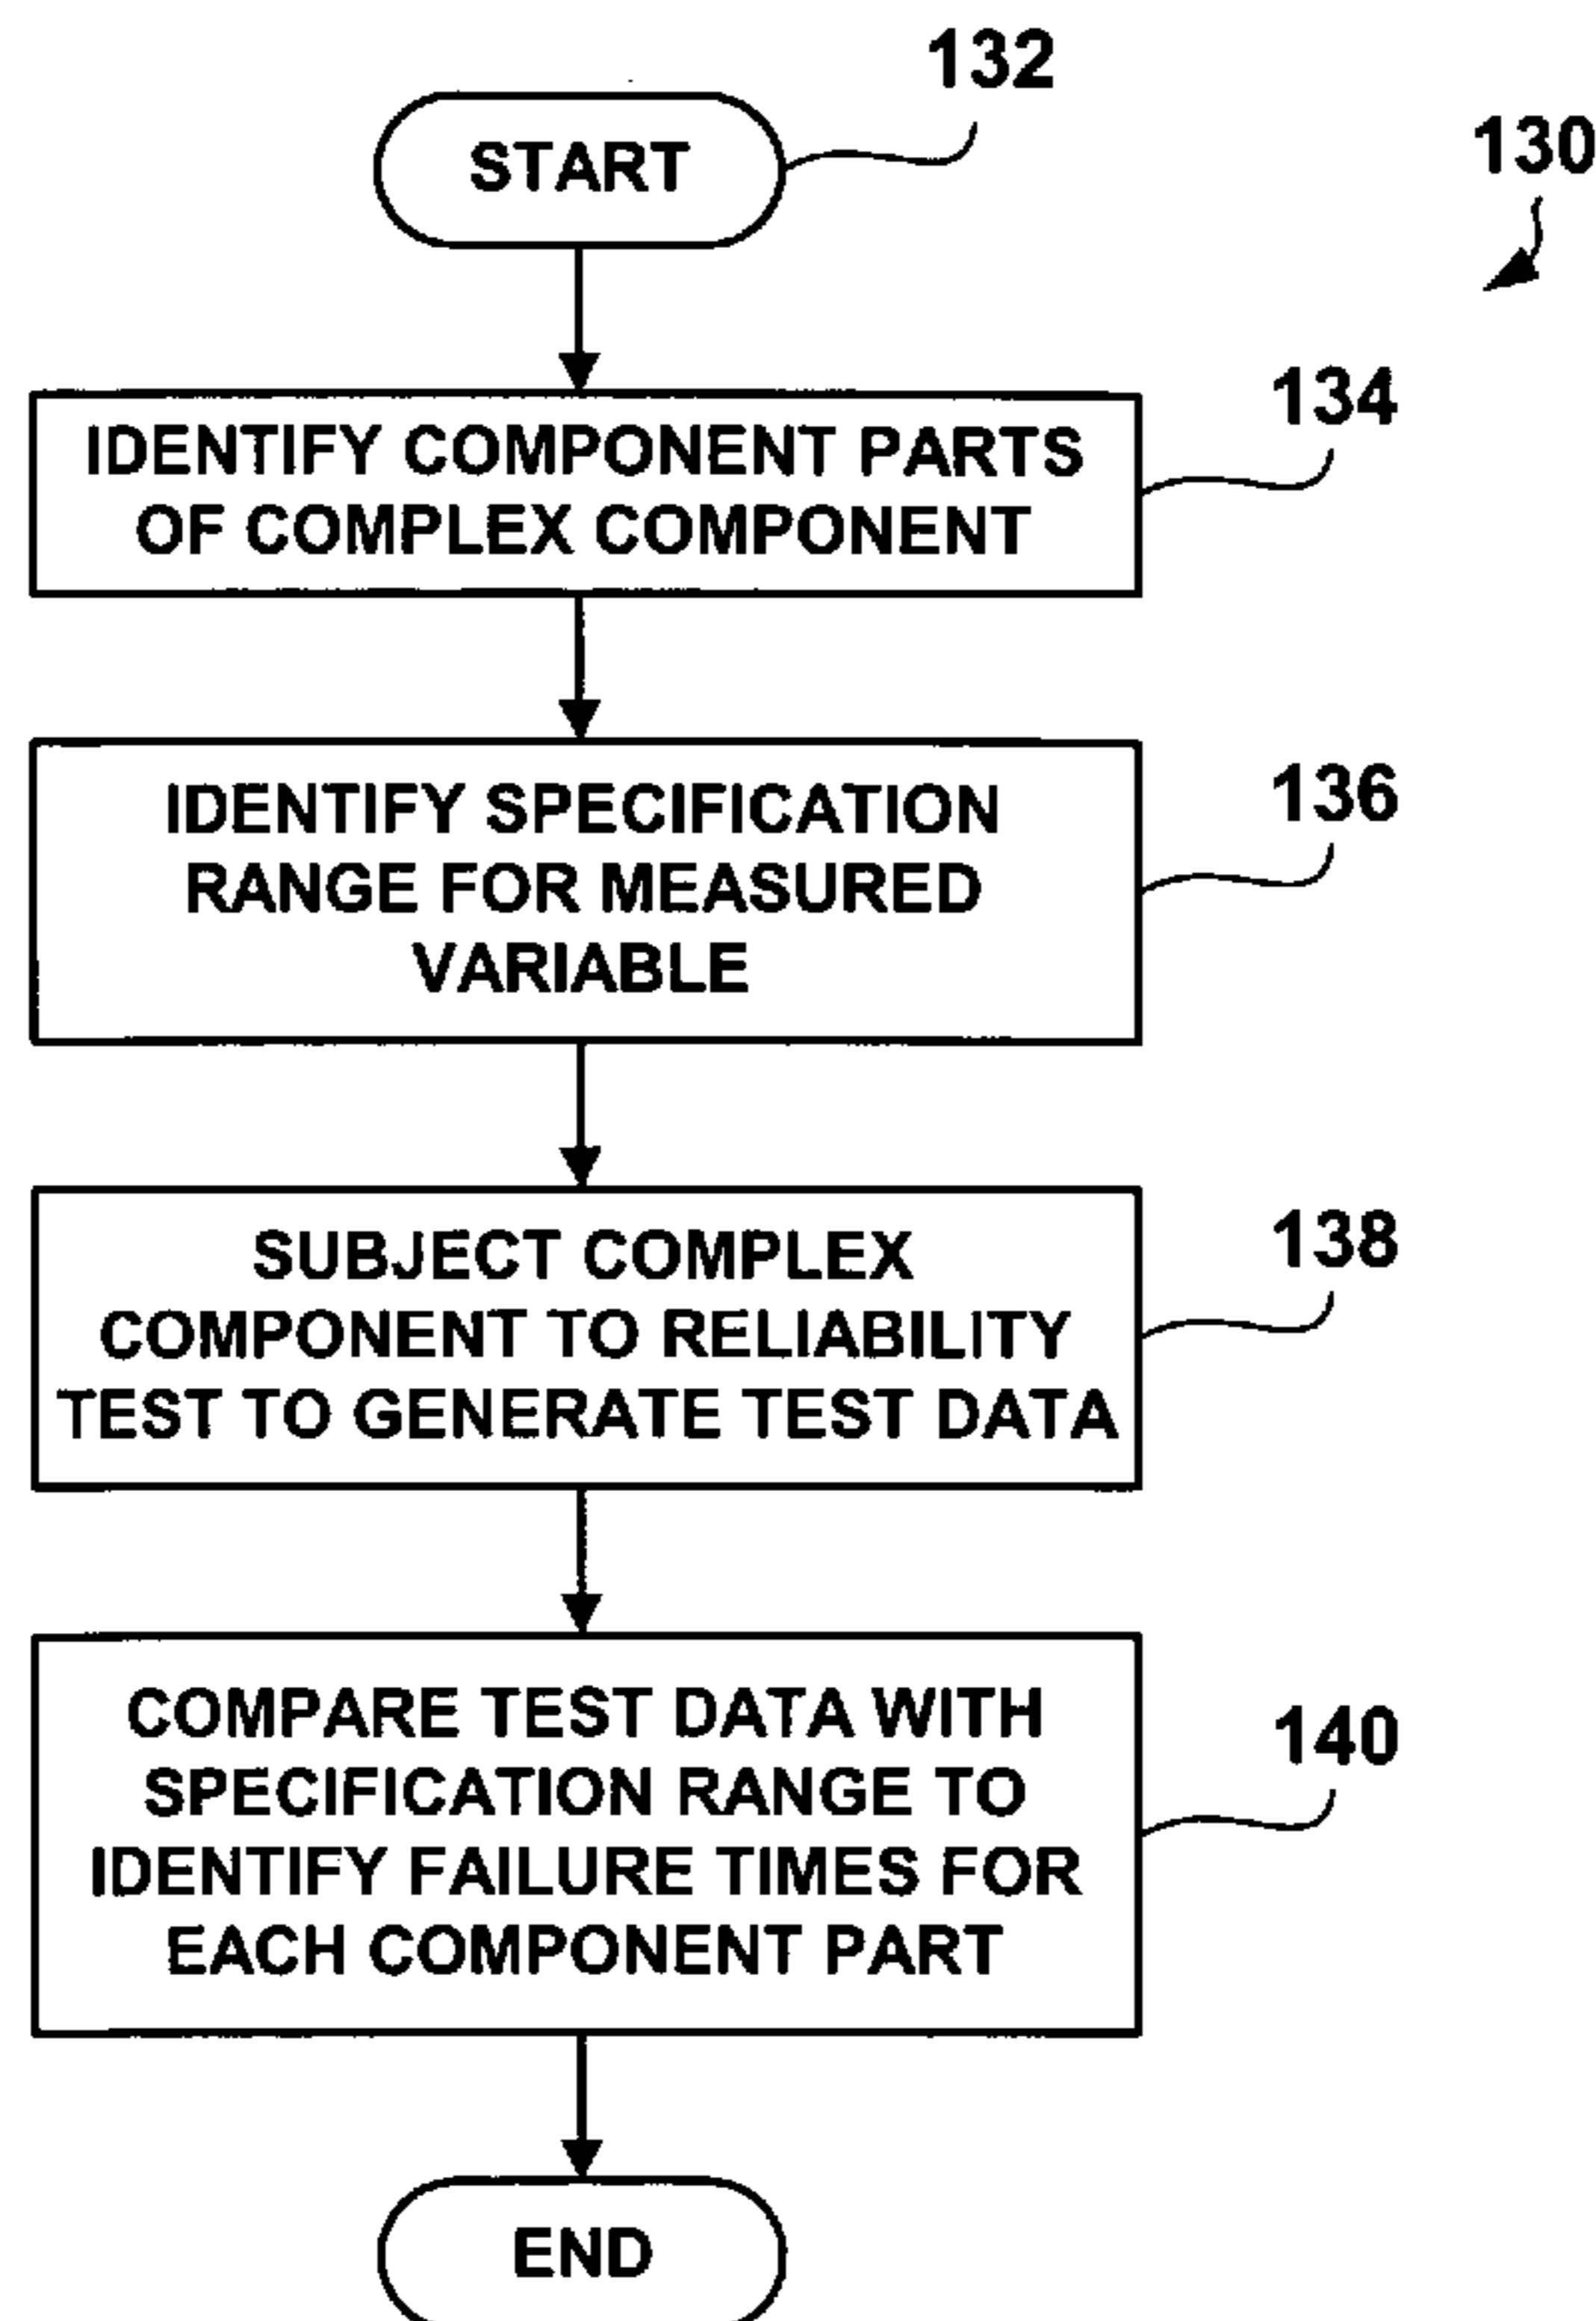 132
START
130
134
IDENTIFY COMPONENT PARTS
OF COMPLEX COMPONENT
136
IDENTIFY SPECIFICATION
RANGE FOR MEASURED
VARIABLE
138
SUBJECT COMPLEX
COMPONENT TO RELIABILITY
TEST TO GENERATE TEST DATA
140
COMPARE TEST DATA WITH
SPECIFICATION RANGE TO
IDENTIFY FAILURE TIMES FOR
EACH COMPONENT PART
END